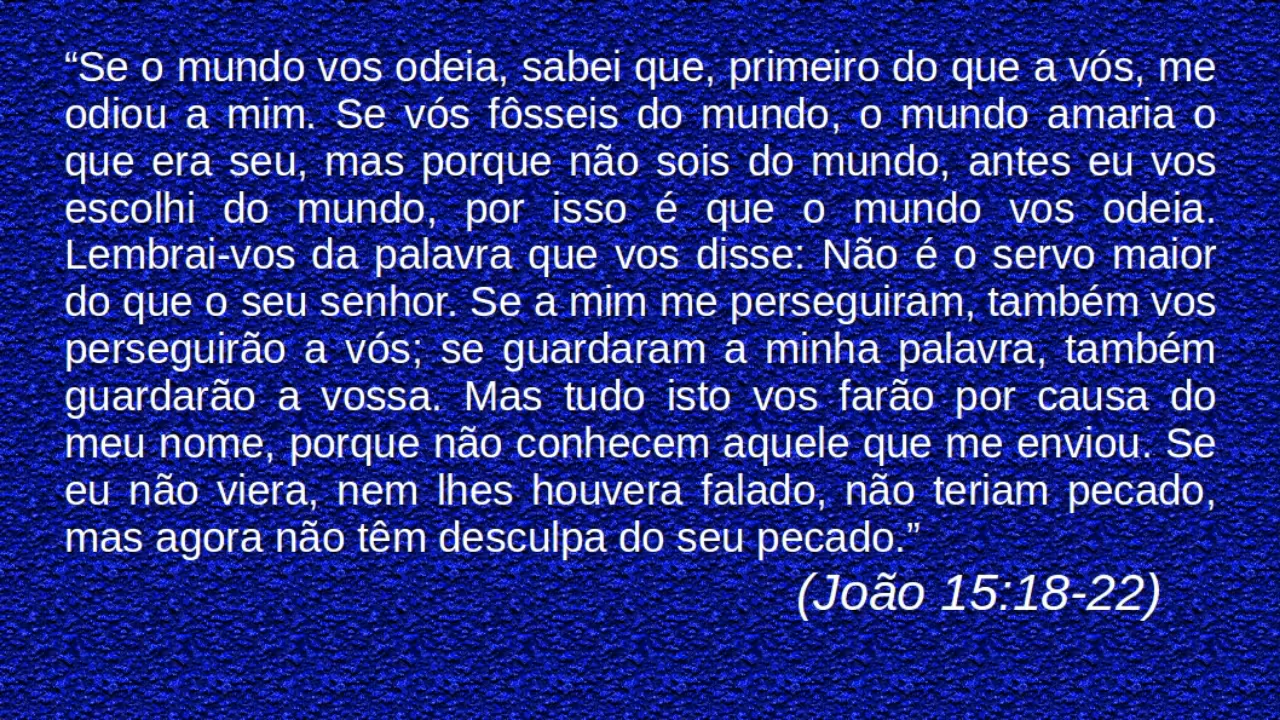 “Se o mundo vos odeia, sabei que, primeiro do que a vós, me
odiou a mim. Se vós fôsseis do mundo, o mundo amaria o
que era seu, mas porque não sois do mundo, antes eu vos
escolhi do mundo, por isso é que o mundo vos odeia.
Lembrai-vos da palavra que vos disse: Não é o servo maior
do que o seu senhor. Se a mim me perseguiram, também vos
perseguirão a vós; se guardaram a minha palavra, também
guardarão a vossa. Mas tudo isto vos farão por causa do
meu nome, porque não conhecem aquele que me enviou. Se
eu não viera, nem lhes houvera falado, não teriam pecado,
mas agora não têm desculpa do seu pecado.”
(João 15:18-22)